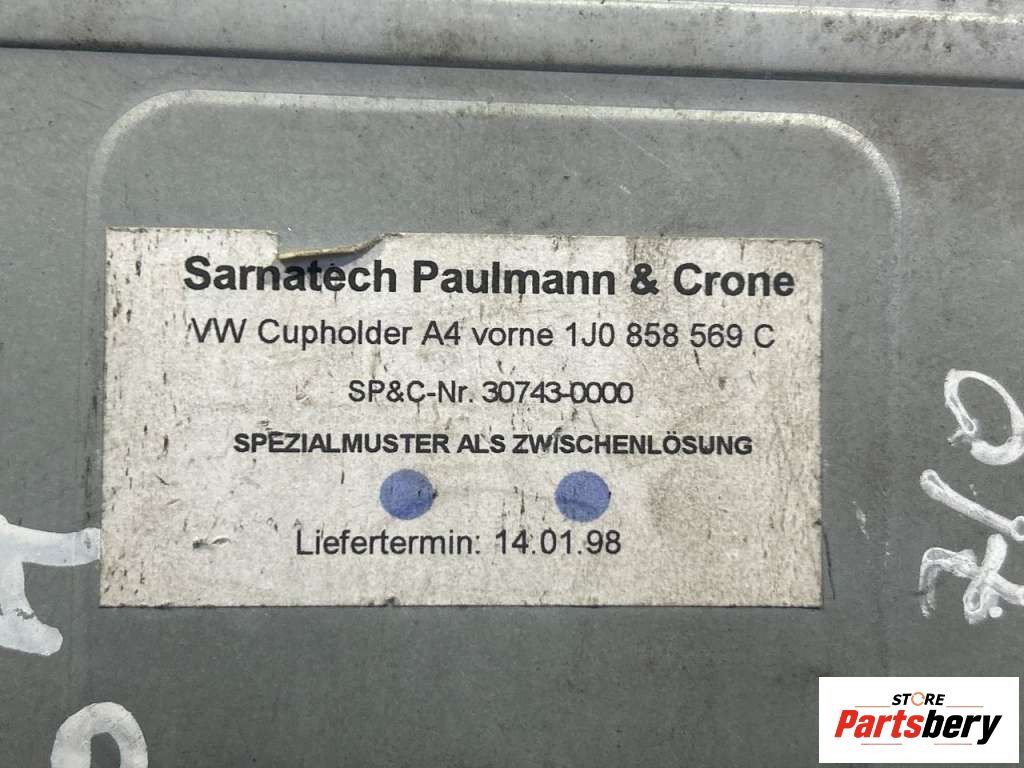 Sarnatech Paulmann & Crone
VW Cupholder A4 vorne 1J0 858 569 C
SP&C-Nr. 30743-0000
SPEZIALMUSTER ALS ZWISCHENLÖSUNG
Liefertermin: 14.01.98
STORE
Partsbery